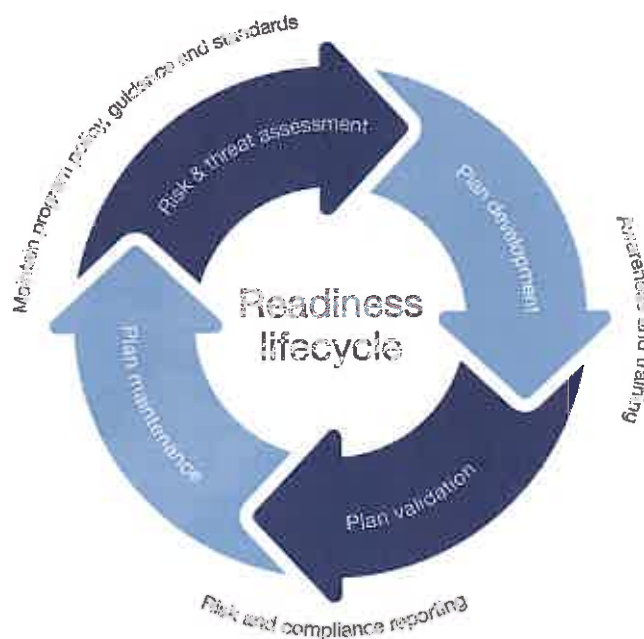 Maintain program policy, guidance and standards
Risk & threat assessment
Plan development
Awareness and training
Readiness
lifecycle
Plan maintenance
Plan validation
Risk and compliance reporting